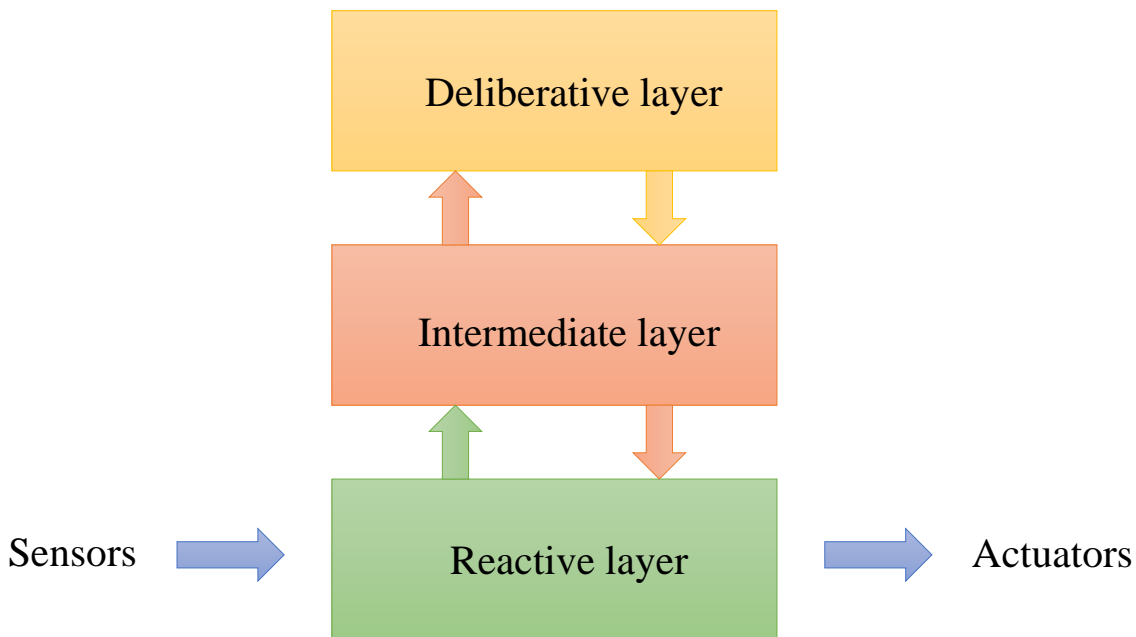 Deliberative layer
Intermediate layer
Sensors
Reactive layer
Actuators